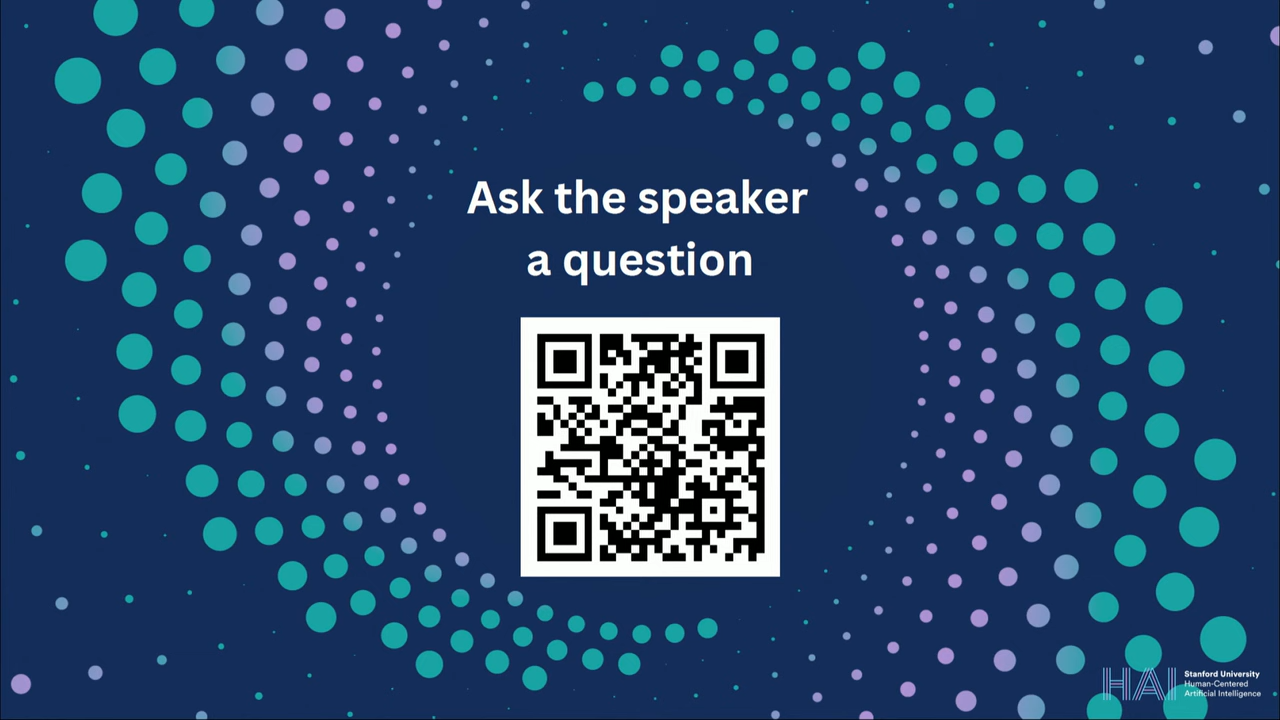 Ask the speaker
a question
HAI
Stanford University
Human-Centered
Artificial Intelligence